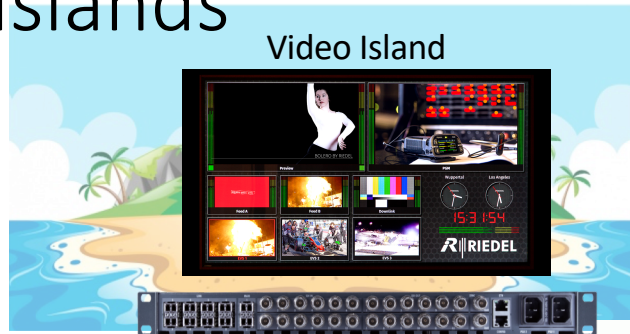 Islands
Video Island
BOLERO BY RIEDEL
Preview
PGM
Wuppertal
Los Angeles
Feed A
Feed B
Downlink
15:31:54
EVS 1
EVS 2
EVS 3
RIEDEL